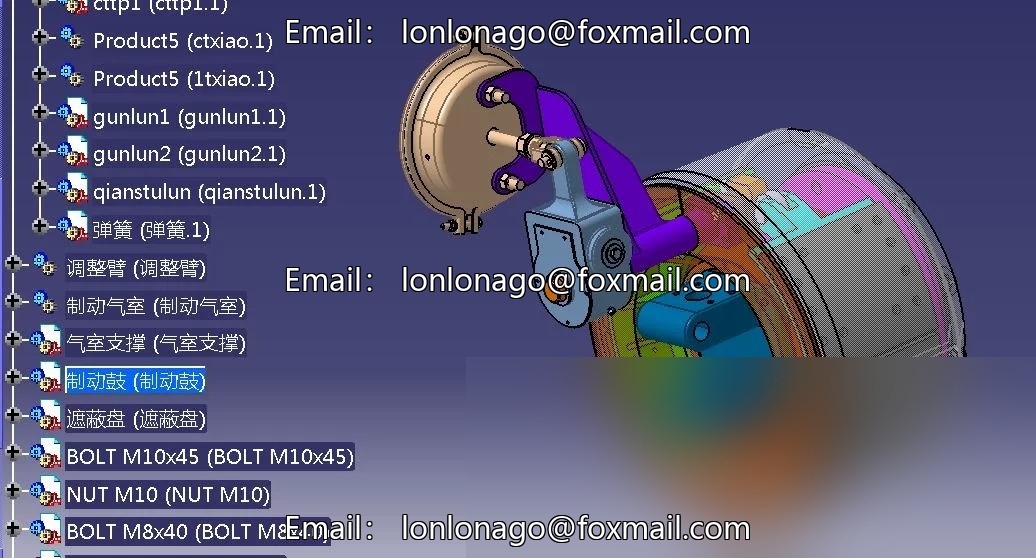 cttp1 (cttp1.1)
Email： lonlonago@foxmail.com
Product5 (ctxiao.1)
Product5 (1txiao.1)
gunlun1 (gunlun1.1)
gunlun2 (gunlun2.1)
qianstulun (qianstulun.1)
弹簧 (弹簧.1)
调整臂 (调整臂)
Email： lonlonago@foxmail.com
制动气室 (制动气室)
气室支撑 (气室支撑)
制动鼓 (制动鼓)
遮蔽盘 (遮蔽盘)
BOLT M10x45 (BOLT M10x45)
NUT M10 (NUT M10)
BOLT M8x40 (BOLT M8x40)
Email： lonlonago@foxmail.com